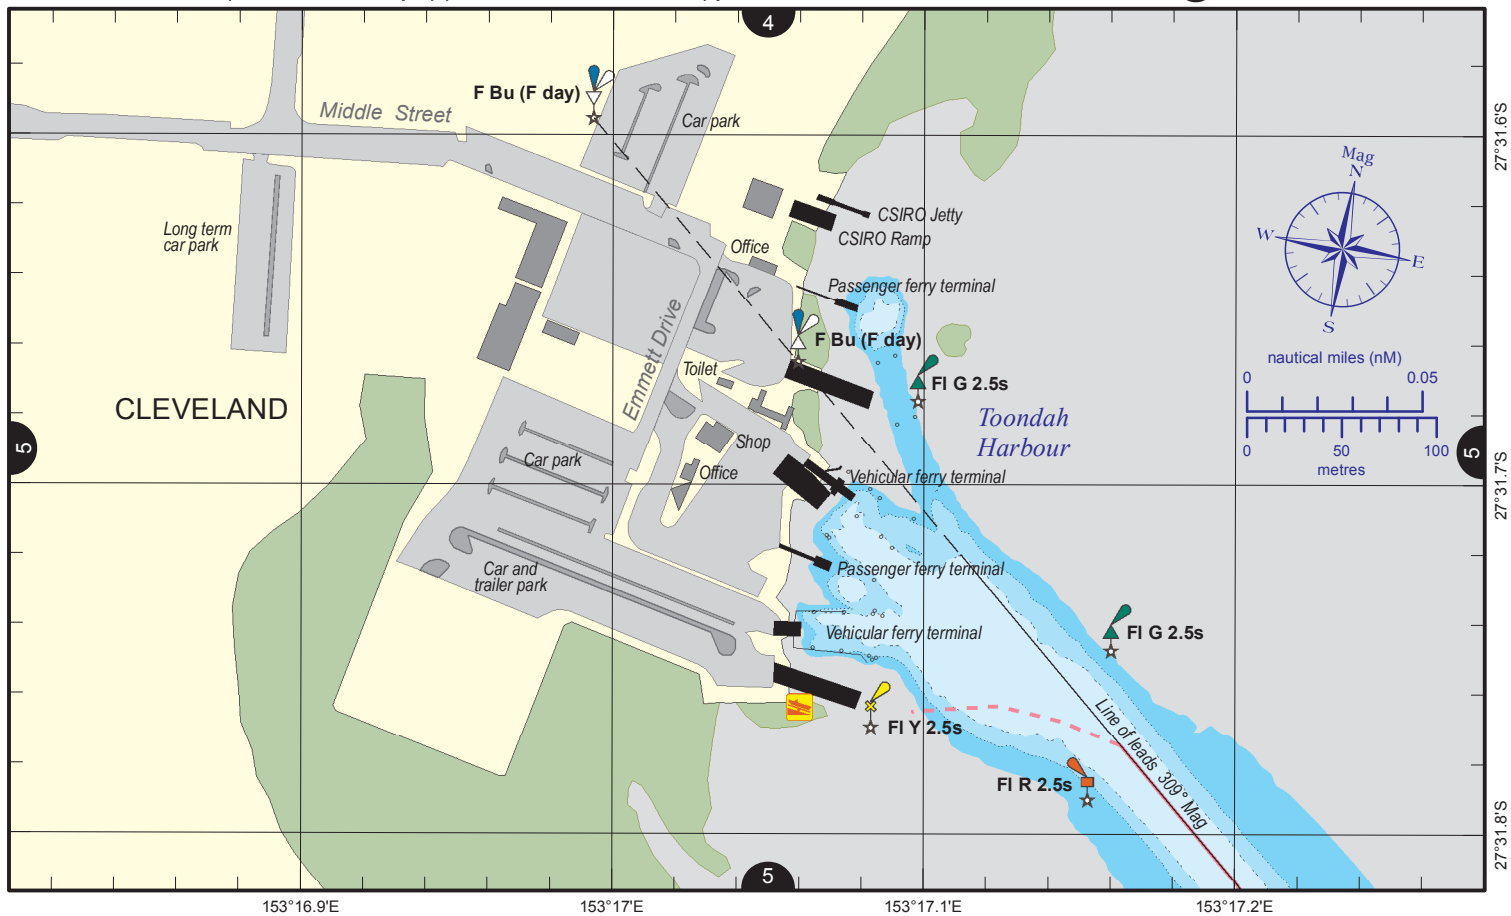 4
F Bu (F day)
Middle Street
Car park
27°31.6'S
Mag
N
W
E
S
CSIRO Jetty
CSIRO Ramp
Long term
car park
Office
Passenger ferry terminal
Emmett Drive
F Bu (F day)
nautical miles (nM)
0
0.05
0
50
100
metres
Toilet
Fl G 2.5s
CLEVELAND
Toondah
Harbour
5
5
Shop
Car park
Office
Vehicular ferry terminal
27°31.7'S
Car and
trailer park
Passenger ferry terminal
Vehicular ferry terminal
Fl G 2.5s
Fl Y 2.5s
Line of leads 309° Mag
Fl R 2.5s
27°31.8'S
5
153°16.9'E
153°17'E
153°17.1'E
153°17.2'E